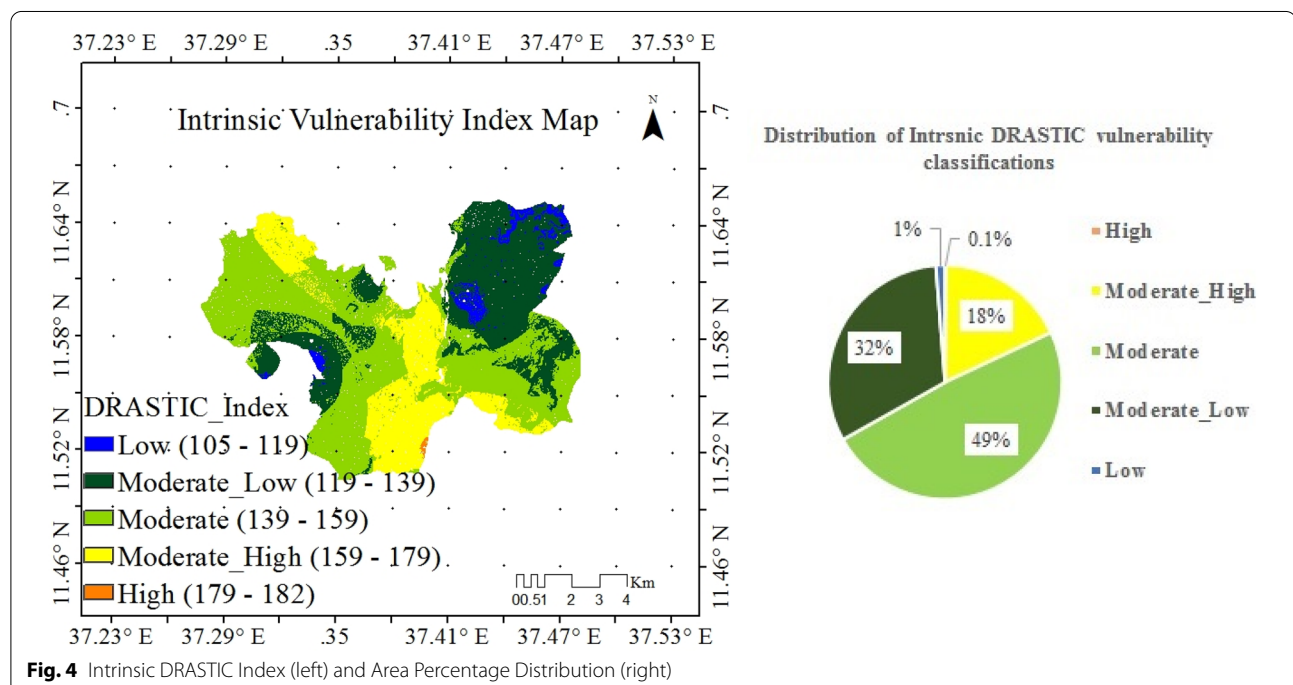 37.23° E 37.29° E .35 37.41° E 37.47° E 37.53° E
.7
.7
Intrinsic Vulnerability Index Map
N
11.64° N
11.64° N
11.58° N
11.58° N
11.52° N
11.52° N
11.46° N
11.46° N
DRASTIC_Index
Low (105 - 119)
Moderate_Low (119 - 139)
Moderate (139 - 159)
Moderate_High (159 - 179)
High (179 - 182)
Km
00.51 2 3 4
37.23° E 37.29° E .35 37.41° E 37.47° E 37.53° E
Distribution of Intrsnic DRASTIC vulnerability
classifications
1%
0.1%
18%
32%
49%
High
Moderate_High
Moderate
Moderate_Low
Low
Fig. 4 Intrinsic DRASTIC Index (left) and Area Percentage Distribution (right)